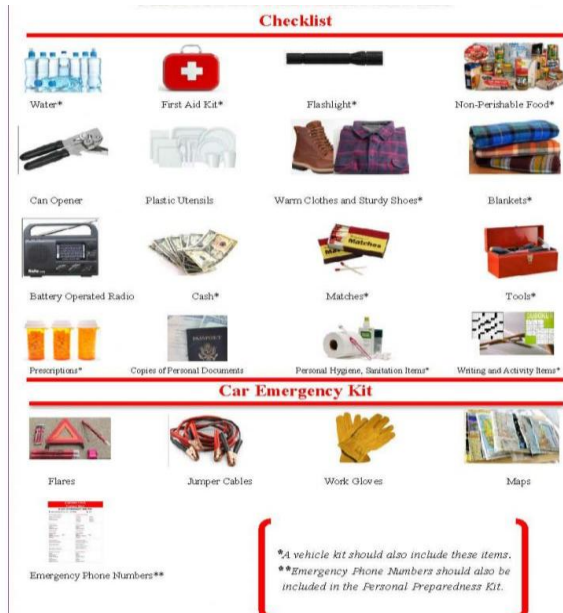 Checklist
Water*
First Aid Kit*
Flashlight*
Non-Perishable Food*
Can Opener
Plastic Utensils
Warm Clothes and Sturdy Shoes*
Blankets*
Battery Operated Radio
Cash*
Matches*
Tools*
Matches
PASSPORT
Prescriptions*
Copies of Personal Documents
Personal Hygiene, Sanitation Items*
Writing and Activity Items*
Car Emergency Kit
Flares
Jumper Cables
Work Gloves
Maps
Emergency Phone Numbers**
*A vehicle kit should also include these items.
**Emergency Phone Numbers should also be
included in the Personal Preparedness Kit.